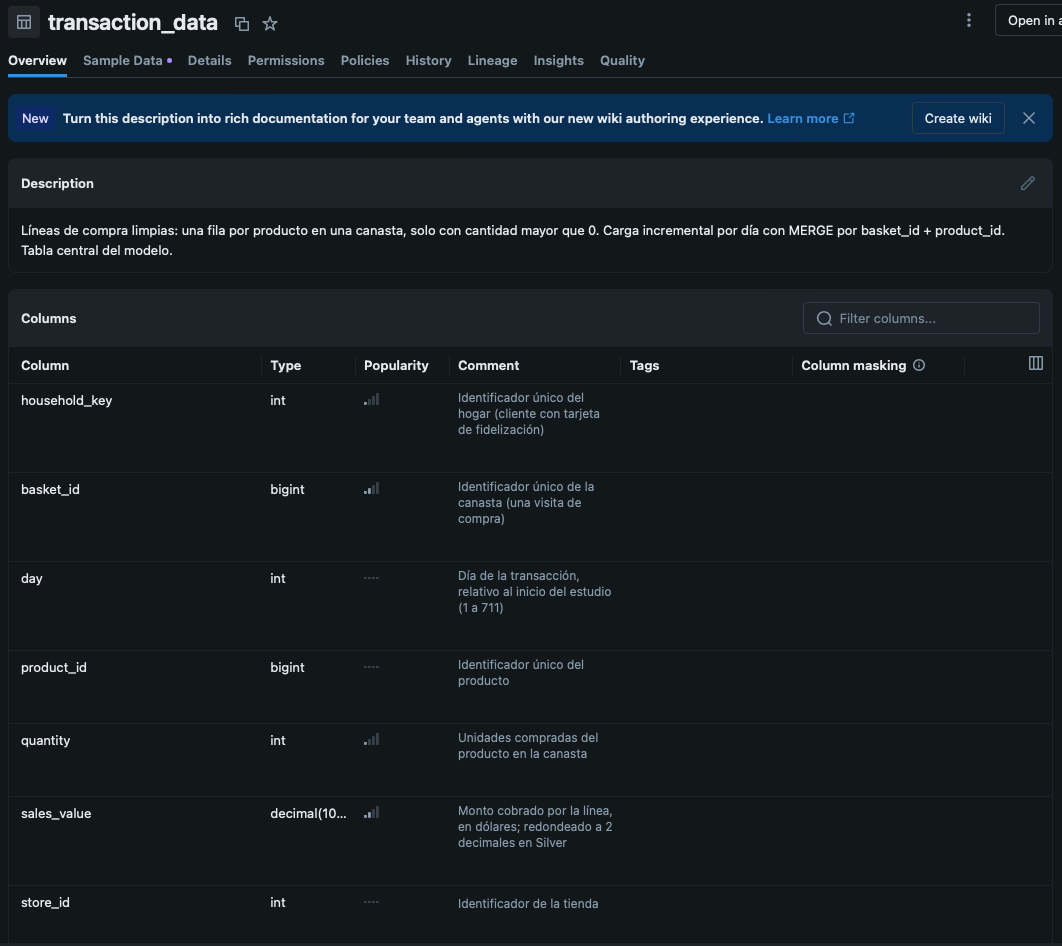 transaction_data
Open in a
Overview Sample Data Details Permissions Policies History Lineage Insights Quality
New Turn this description into rich documentation for your team and agents with our new wiki authoring experience. Learn more Create wiki
Description
Líneas de compra limpias: una fila por producto en una canasta, solo con cantidad mayor que 0. Carga incremental por día con MERGE por basket_id + product_id.
Tabla central del modelo.
Columns
Filter columns...
Column Type Popularity Comment Tags Column masking
household_key int Identificador único del
hogar (cliente con tarjeta
de fidelización)
basket_id bigint Identificador único de la
canasta (una visita de
compra)
day int Día de la transacción,
relativo al inicio del estudio
(1 a 711)
product_id bigint Identificador único del
producto
quantity int Unidades compradas del
producto en la canasta
sales_value decimal(10... Monto cobrado por la línea,
en dólares; redondeado a 2
decimales en Silver
store_id int Identificador de la tienda